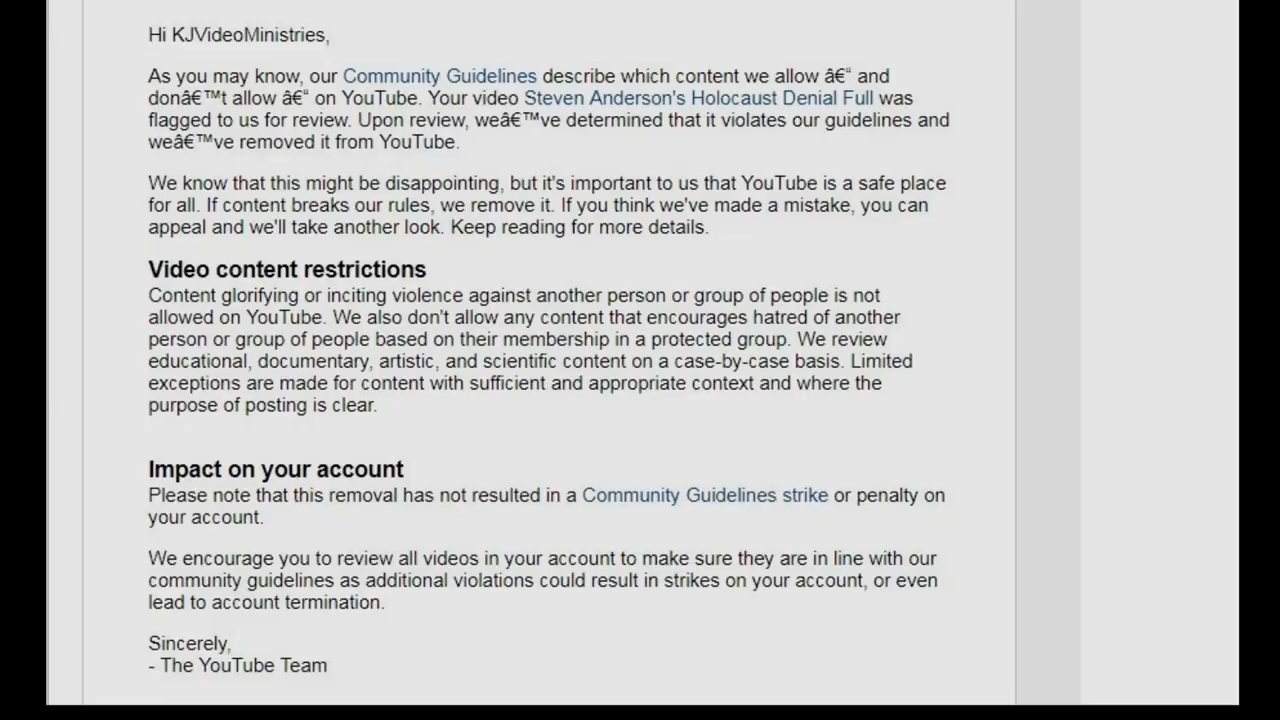 Hi KJVideoMinistries,
As you may know, our Community Guidelines describe which content we allow â€“ and
donâ€™t allow â€“ on YouTube. Your video Steven Anderson's Holocaust Denial Full was
flagged to us for review. Upon review, weâ€™ve determined that it violates our guidelines and
weâ€™ve removed it from YouTube.
We know that this might be disappointing, but it's important to us that YouTube is a safe place
for all. If content breaks our rules, we remove it. If you think we've made a mistake, you can
appeal and we'll take another look. Keep reading for more details.
Video content restrictions
Content glorifying or inciting violence against another person or group of people is not
allowed on YouTube. We also don't allow any content that encourages hatred of another
person or group of people based on their membership in a protected group. We review
educational, documentary, artistic, and scientific content on a case-by-case basis. Limited
exceptions are made for content with sufficient and appropriate context and where the
purpose of posting is clear.
Impact on your account
Please note that this removal has not resulted in a Community Guidelines strike or penalty on
your account.
We encourage you to review all videos in your account to make sure they are in line with our
community guidelines as additional violations could result in strikes on your account, or even
lead to account termination.
Sincerely,
- The YouTube Team